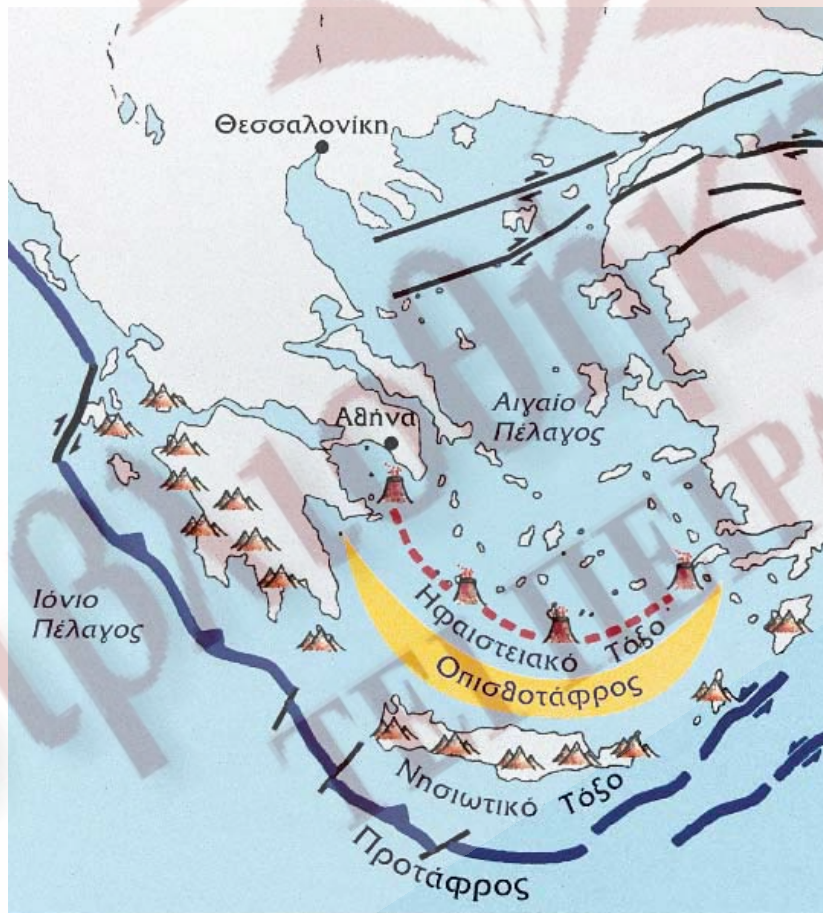 Θεσσαλονίκη
Αιγαίο
Πέλαγος
Αθήνα
Ιόνιο
Πέλαγος
Ηφαιστειακό Τόξο
Οπισθοτάφρος
Νησιωτικό Τόξο
Προτάφρος